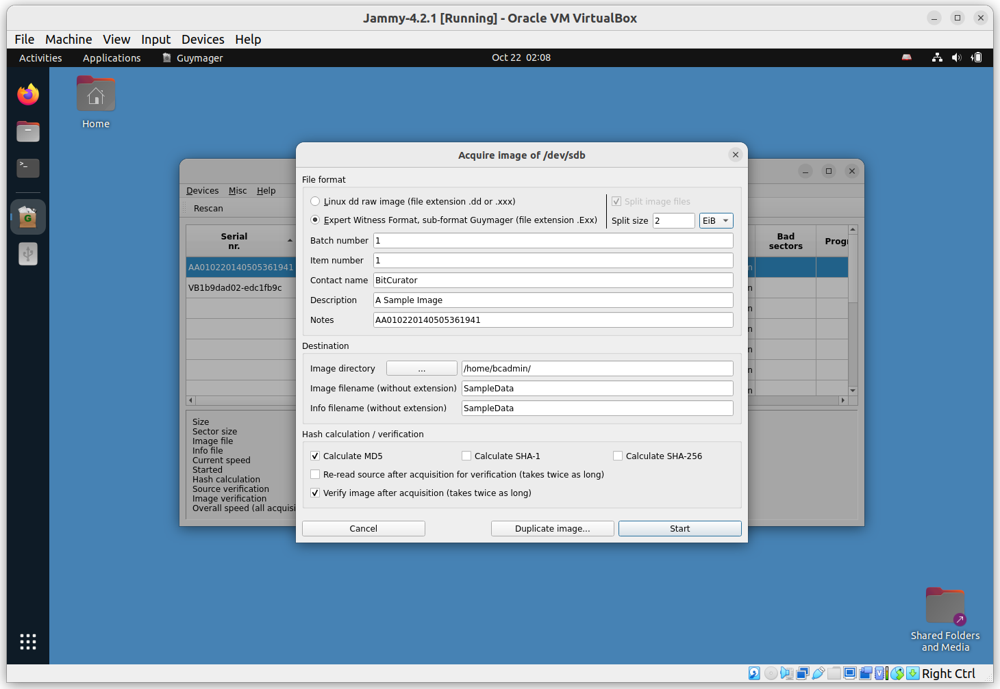 Jammy-4.2.1 [Running] - Oracle VM VirtualBox
File Machine View Input Devices Help
Activities Applications Guymager Oct 22 02:08
Home
Acquire image of /dev/sdb
Devices Misc Help
Rescan
Serial nr.
Bad sectors
AA010220140505361941
VB1b9dad02-edc1fb9c
Size
Sector size
Image file
Info file
Current speed
Started
Hash calculation
Source verification
Image verification
Overall speed (all acquisi
File format
Linux dd raw image (file extension .dd or .xxx)
Split image files
Expert Witness Format, sub-format Guymager (file extension .Exx)
Split size 2 EiB
Batch number 1
Item number 1
Contact name BitCurator
Description A Sample Image
Notes AA010220140505361941
Destination
Image directory ... /home/bcadmin/
Image filename (without extension) SampleData
Info filename (without extension) SampleData
Hash calculation / verification
Calculate MD5 Calculate SHA-1 Calculate SHA-256
Re-read source after acquisition for verification (takes twice as long)
Verify image after acquisition (takes twice as long)
Cancel Duplicate image... Start
Shared Folders
and Media
Right Ctrl